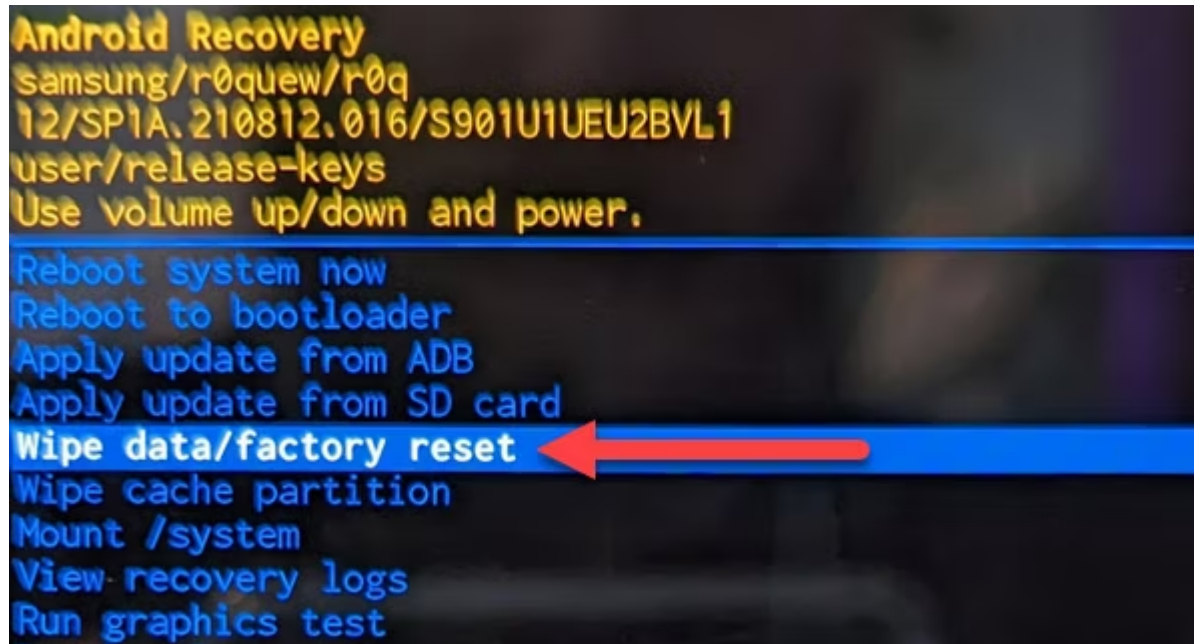 Android Recovery
samsung/r0quew/r0q
12/SP1A.210812.016/S901U1UEU2BVL1
user/release-keys
Use volume up/down and power.
Reboot system now
Reboot to bootloader
Apply update from ADB
Apply update from SD card
Wipe data/factory reset
Wipe cache partition
Mount /system
View recovery logs
Run graphics test